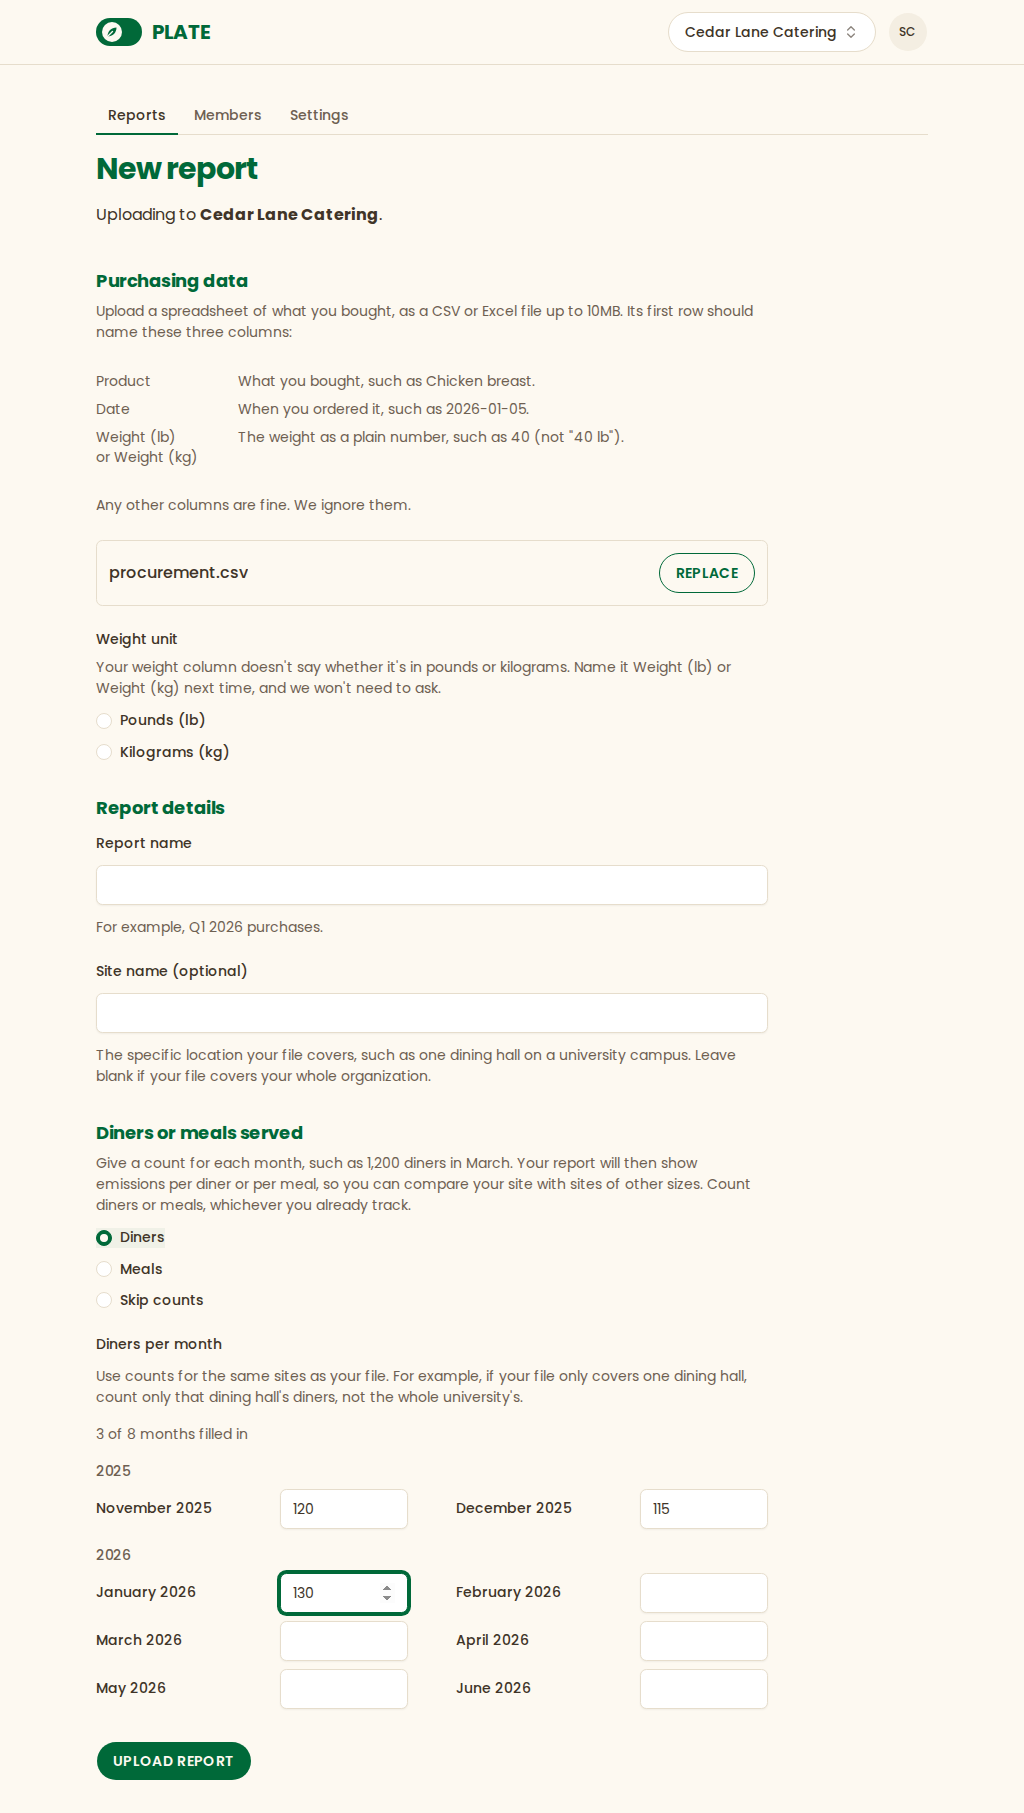 PLATE
Cedar Lane Catering
SC
Reports
Members
Settings
New report
Uploading to Cedar Lane Catering.
Purchasing data
Upload a spreadsheet of what you bought, as a CSV or Excel file up to 10MB. Its first row should
name these three columns:
Product
What you bought, such as Chicken breast.
Date
When you ordered it, such as 2026-01-05.
Weight (lb)
or Weight (kg)
The weight as a plain number, such as 40 (not "40 lb").
Any other columns are fine. We ignore them.
procurement.csv
REPLACE
Weight unit
Your weight column doesn't say whether it's in pounds or kilograms. Name it Weight (lb) or
Weight (kg) next time, and we won't need to ask.
Pounds (lb)
Kilograms (kg)
Report details
Report name
For example, Q1 2026 purchases.
Site name (optional)
The specific location your file covers, such as one dining hall on a university campus. Leave
blank if your file covers your whole organization.
Diners or meals served
Give a count for each month, such as 1,200 diners in March. Your report will then show
emissions per diner or per meal, so you can compare your site with sites of other sizes. Count
diners or meals, whichever you already track.
Diners
Meals
Skip counts
Diners per month
Use counts for the same sites as your file. For example, if your file only covers one dining hall,
count only that dining hall's diners, not the whole university's.
3 of 8 months filled in
2025
November 2025
120
December 2025
115
2026
January 2026
130
February 2026
March 2026
April 2026
May 2026
June 2026
UPLOAD REPORT